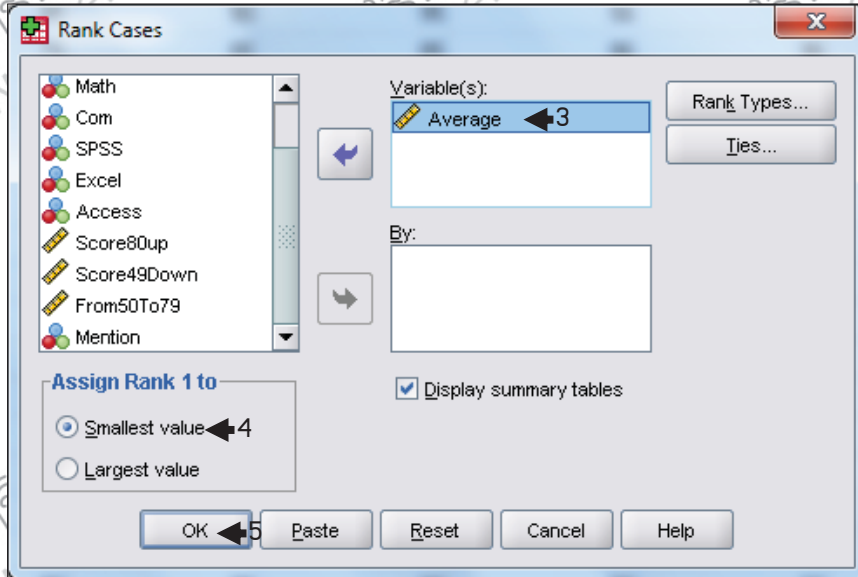 Rank Cases
Math
Com
SPSS
Excel
Access
Score80up
Score49Down
From50To79
Mention
Variable(s):
Average 3
By:
Rank Types...
Ties...
Assign Rank 1 to
Smallest value 4
Largest value
Display summary tables
OK 5
Paste
Reset
Cancel
Help